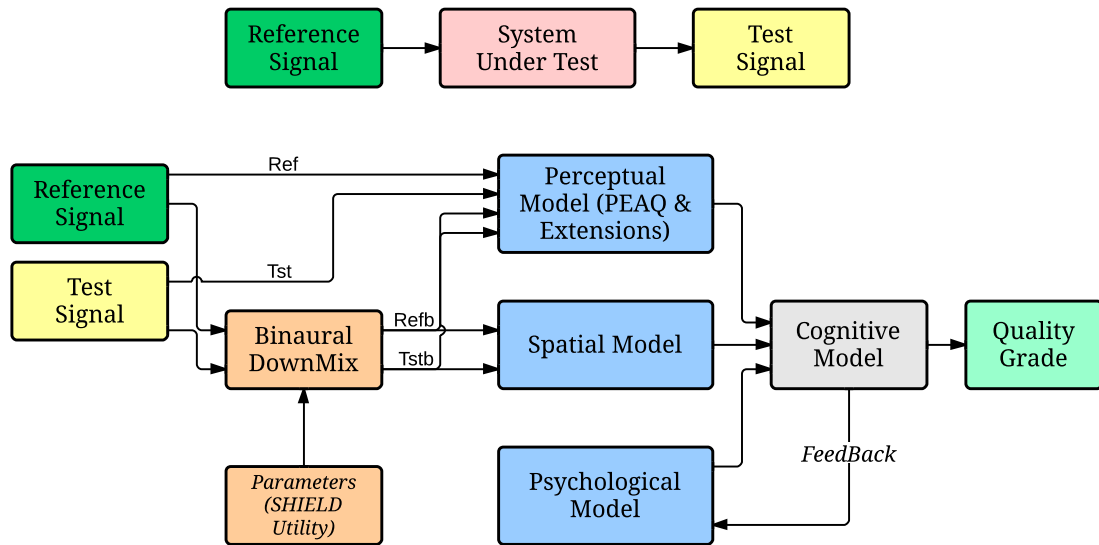 Reference
Signal
System
Under Test
Test
Signal
Ref
Reference
Signal
Perceptual
Model (PEAQ &
Extensions)
Tst
Test
Signal
Refb
Binaural
DownMix
Tstb
Spatial Model
Cognitive
Model
Quality
Grade
FeedBack
Parameters
(SHIELD
Utility)
Psychological
Model